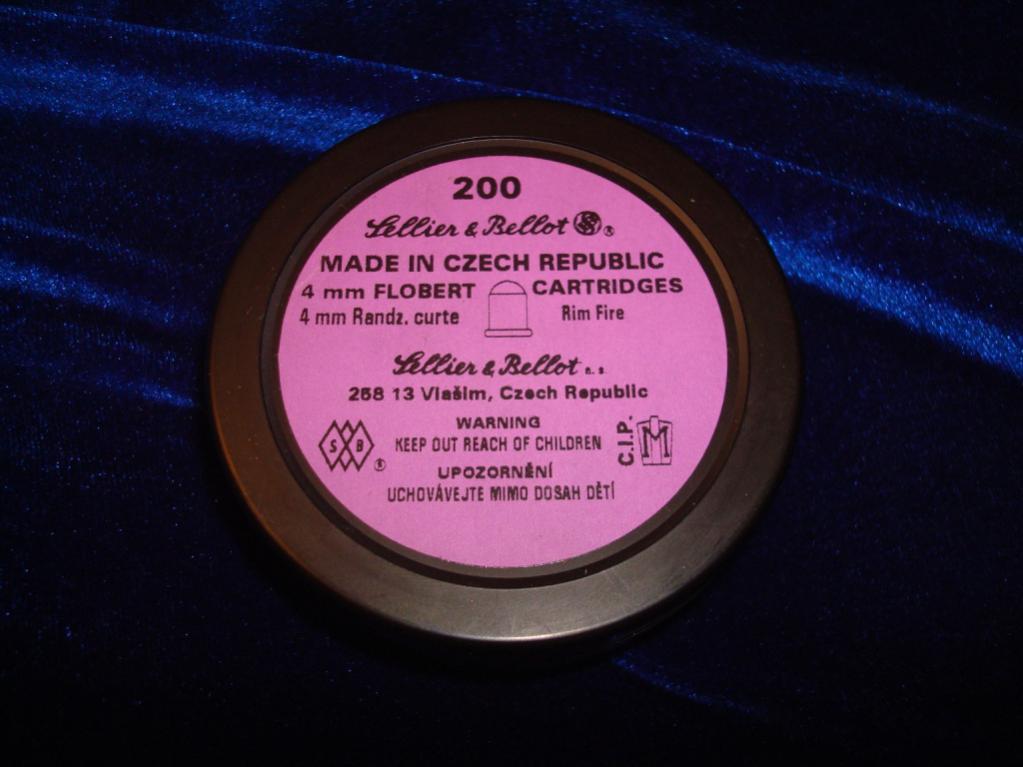 200
Sellier & Bellot ®
MADE IN CZECH REPUBLIC
4 mm FLOBERT CARTRIDGES
4 mm Randz. curte Rim Fire
Sellier & Bellot a.s.
258 13 Vlašim, Czech Republic
WARNING
KEEP OUT REACH OF CHILDREN
UPOZORNĚNÍ
UCHOVÁVEJTE MIMO DOSAH DĚTÍ
S B ®
C.I.P. M